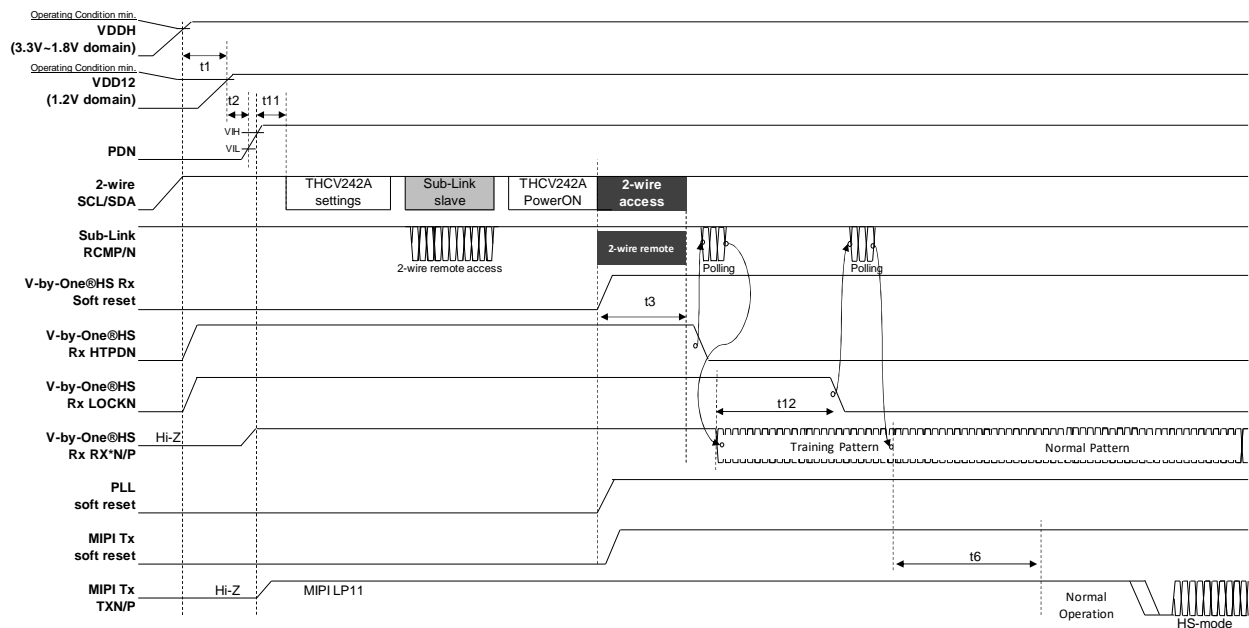 Operating Condition min.
VDDH
(3.3V~1.8V domain)
t1
Operating Condition min.
VDD12
(1.2V domain)
t2
t11
VIH
VIL
PDN
2-wire
SCL/SDA
THCV242A
settings
Sub-Link
slave
THCV242A
PowerON
2-wire
access
Sub-Link
RCMP/N
2-wire remote access
2-wire remote
Polling
Polling
V-by-One®HS Rx
Soft reset
t3
V-by-One®HS
Rx HTPDN
V-by-One®HS
Rx LOCKN
t12
V-by-One®HS
Rx RX*N/P
Hi-Z
Training Pattern
Normal Pattern
PLL
soft reset
MIPI Tx
soft reset
t6
MIPI Tx
TXN/P
Hi-Z
MIPI LP11
Normal
Operation
HS-mode